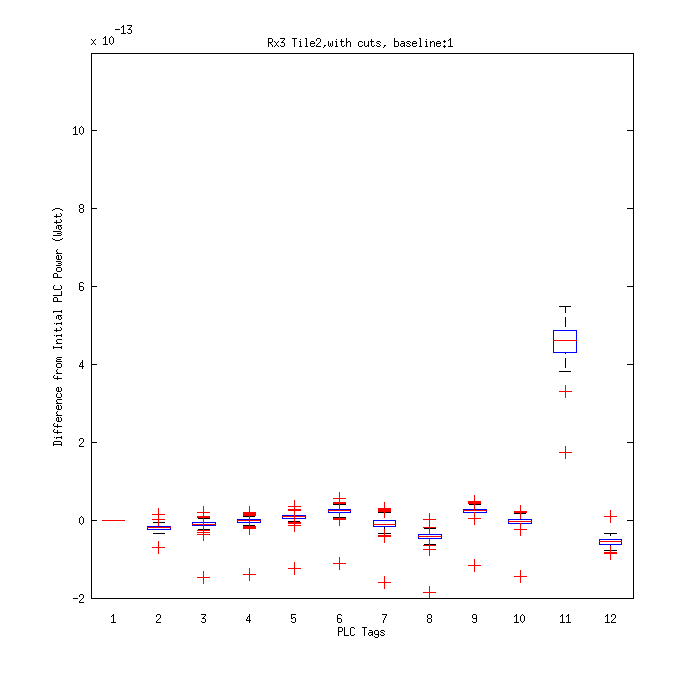 Rx3 Tile2,with cuts, baseline:1
x 10^-13
Difference from Initial PLC Power (Watt)
10
8
6
4
2
0
-2
1 2 3 4 5 6 7 8 9 10 11 12
PLC Tags